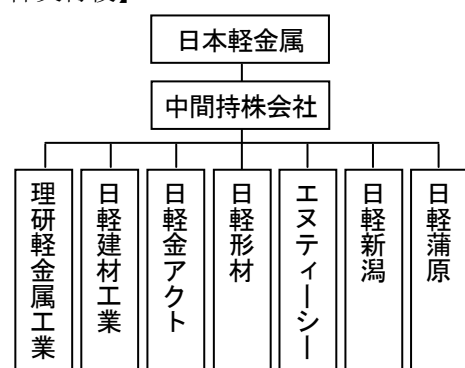 日本軽金属
中間持株会社
理研軽金属工業
日軽建材工業
日軽金アクト
日軽形材
エヌティーシー
日軽新潟
日軽蒲原